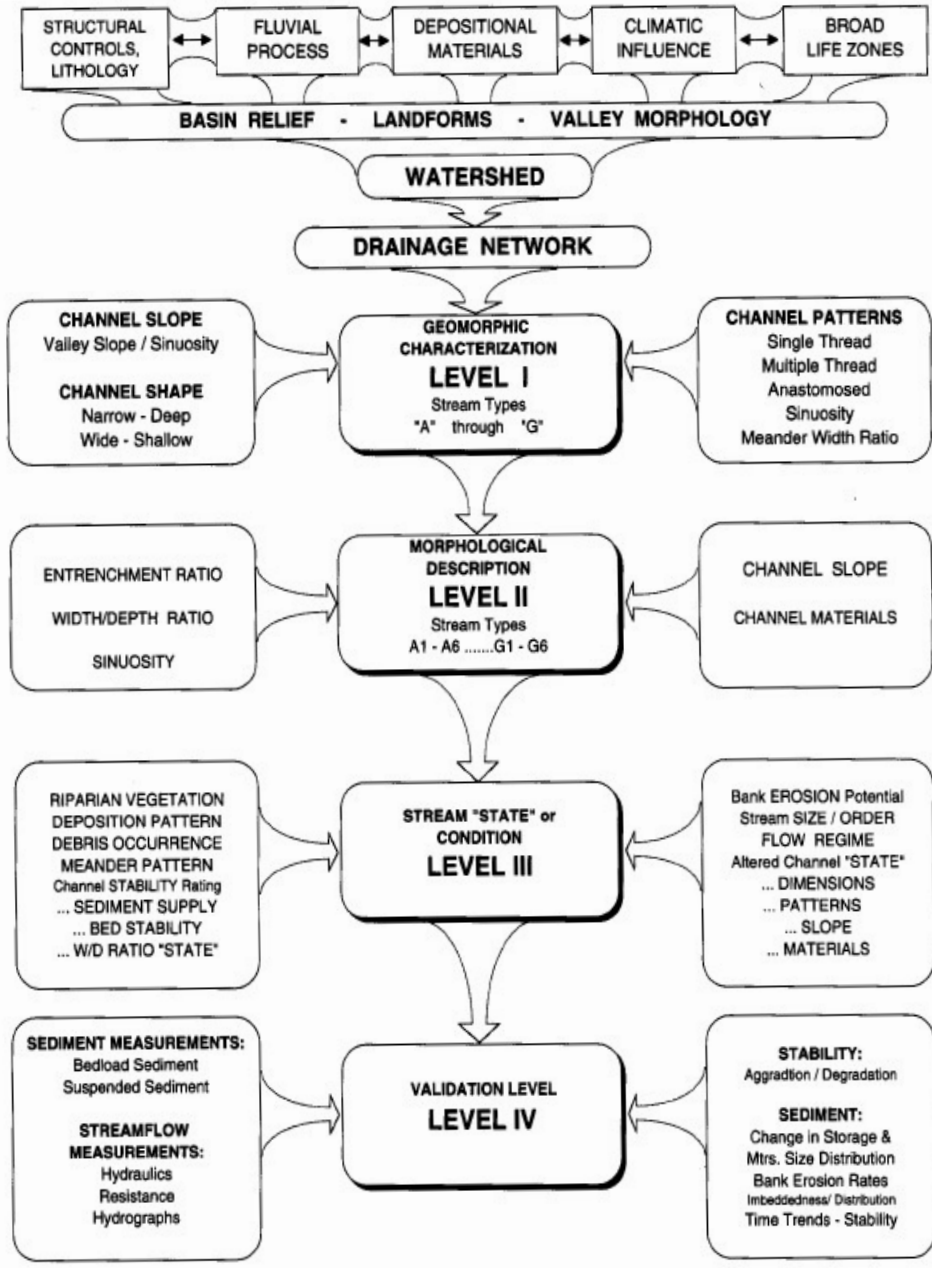 STRUCTURAL
CONTROLS,
LITHOLOGY
FLUVIAL
PROCESS
DEPOSITIONAL
MATERIALS
CLIMATIC
INFLUENCE
BROAD
LIFE ZONES
BASIN RELIEF - LANDFORMS - VALLEY MORPHOLOGY
WATERSHED
DRAINAGE NETWORK
CHANNEL SLOPE
Valley Slope / Sinuosity
CHANNEL SHAPE
Narrow - Deep
Wide - Shallow
GEOMORPHIC
CHARACTERIZATION
LEVEL I
Stream Types
"A" through "G"
CHANNEL PATTERNS
Single Thread
Multiple Thread
Anastomosed
Sinuosity
Meander Width Ratio
ENTRENCHMENT RATIO
WIDTH/DEPTH RATIO
SINUOSITY
MORPHOLOGICAL
DESCRIPTION
LEVEL II
Stream Types
A1 - A6 .......G1 - G6
CHANNEL SLOPE
CHANNEL MATERIALS
RIPARIAN VEGETATION
DEPOSITION PATTERN
DEBRIS OCCURRENCE
MEANDER PATTERN
Channel STABILITY Rating
... SEDIMENT SUPPLY
... BED STABILITY
... W/D RATIO "STATE"
STREAM "STATE" or
CONDITION
LEVEL III
Bank EROSION Potential
Stream SIZE / ORDER
FLOW REGIME
Altered Channel "STATE"
... DIMENSIONS
... PATTERNS
... SLOPE
... MATERIALS
SEDIMENT MEASUREMENTS:
Bedload Sediment
Suspended Sediment
STREAMFLOW
MEASUREMENTS:
Hydraulics
Resistance
Hydrographs
VALIDATION LEVEL
LEVEL IV
STABILITY:
Aggradtion / Degradation
SEDIMENT:
Change in Storage &
Mtrs. Size Distribution
Bank Erosion Rates
Imbeddedness/ Distribution
Time Trends - Stability